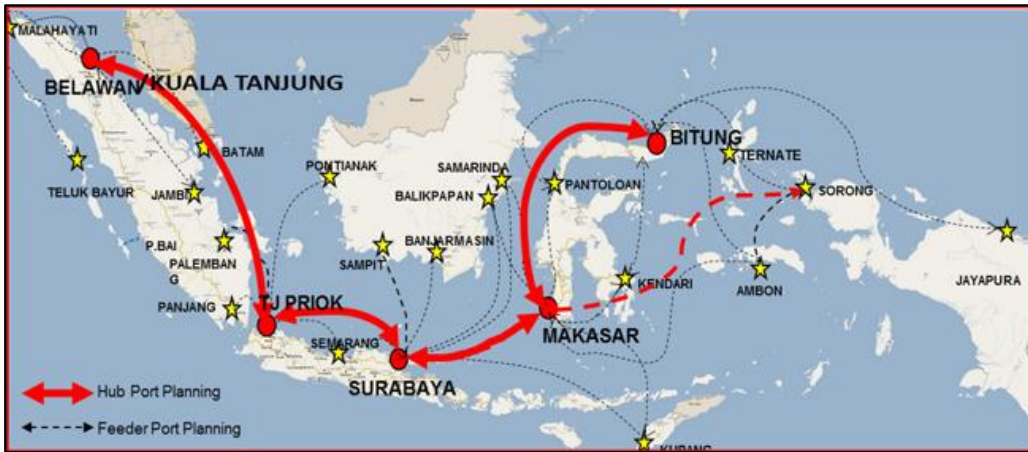 MALAHAYATI
BELAWAN/KUALA TANJUNG
BATAM
PONTIANAK
SAMARINDA
BITUNG
TERNATE
TELUK BAYUR
JAMBI
BALIKPAPAN
PANTOLOAN
SORONG
P.BAI
PALEMBAN
G
SAMPIT
BANJARMASIN
KENDARI
AMBON
JAYAPURA
PANJANG
TJ PRIOK
SEMARANG
MAKASAR
SURABAYA
Hub Port Planning
Feeder Port Planning
KUPANG